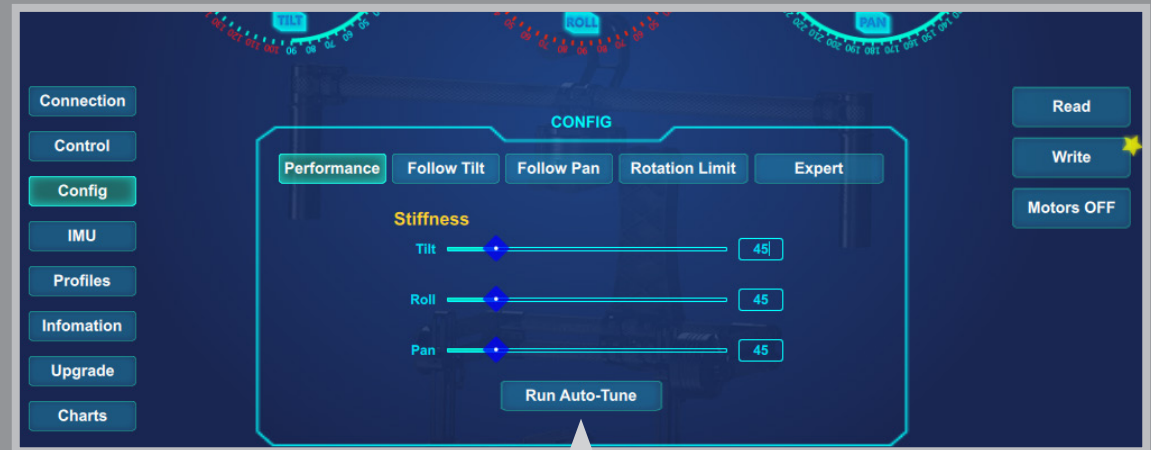 TILT
ROLL
PAN
Connection
Control
Config
IMU
Profiles
Infomation
Upgrade
Charts
CONFIG
Performance Follow Tilt Follow Pan Rotation Limit Expert
Stiffness
Tilt 45
Roll 45
Pan 45
Run Auto-Tune
Read
Write
Motors OFF